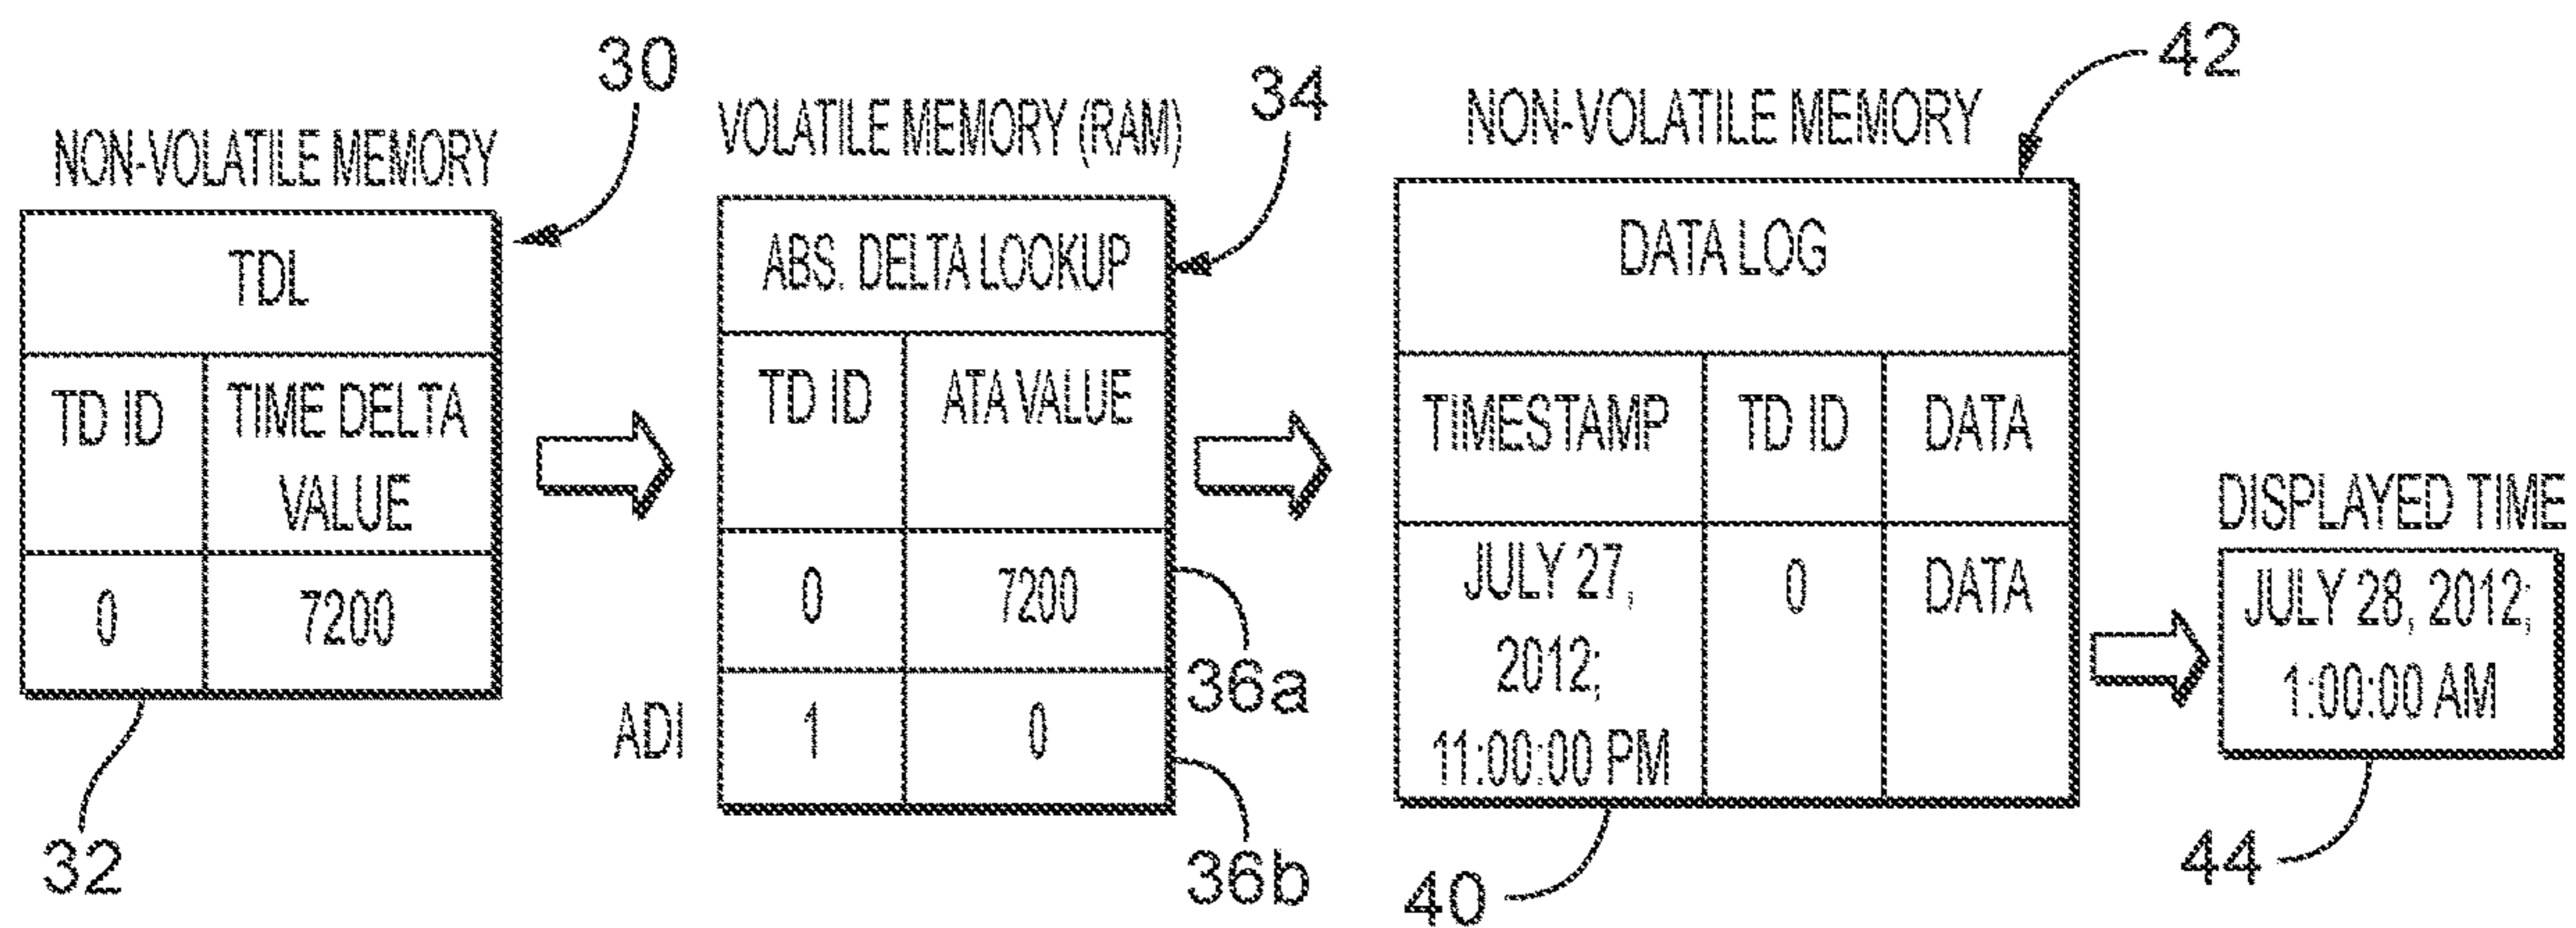 30
NON-VOLATILE MEMORY
TDL
TD ID
TIME DELTA
VALUE
0
7200
32
34
VOLATILE MEMORY (RAM)
ABS. DELTA LOOKUP
TD ID
ATA VALUE
0
7200
ADI
1
0
36a
36b
42
NON-VOLATILE MEMORY
DATA LOG
TIMESTAMP
TD ID
DATA
JULY 27,
2012;
11:00:00 PM
0
DATA
40
DISPLAYED TIME
JULY 28, 2012;
1:00:00 AM
44